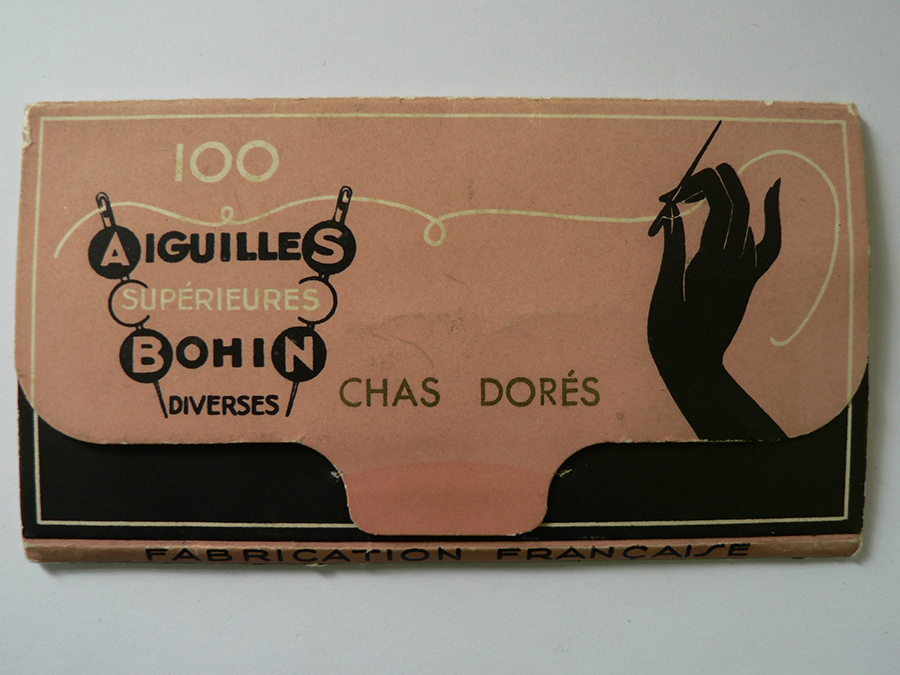 100
AIGUILLES
SUPÉRIEURES
BOHIN
DIVERSES
CHAS DORÉS
FABRICATION FRANÇAISE